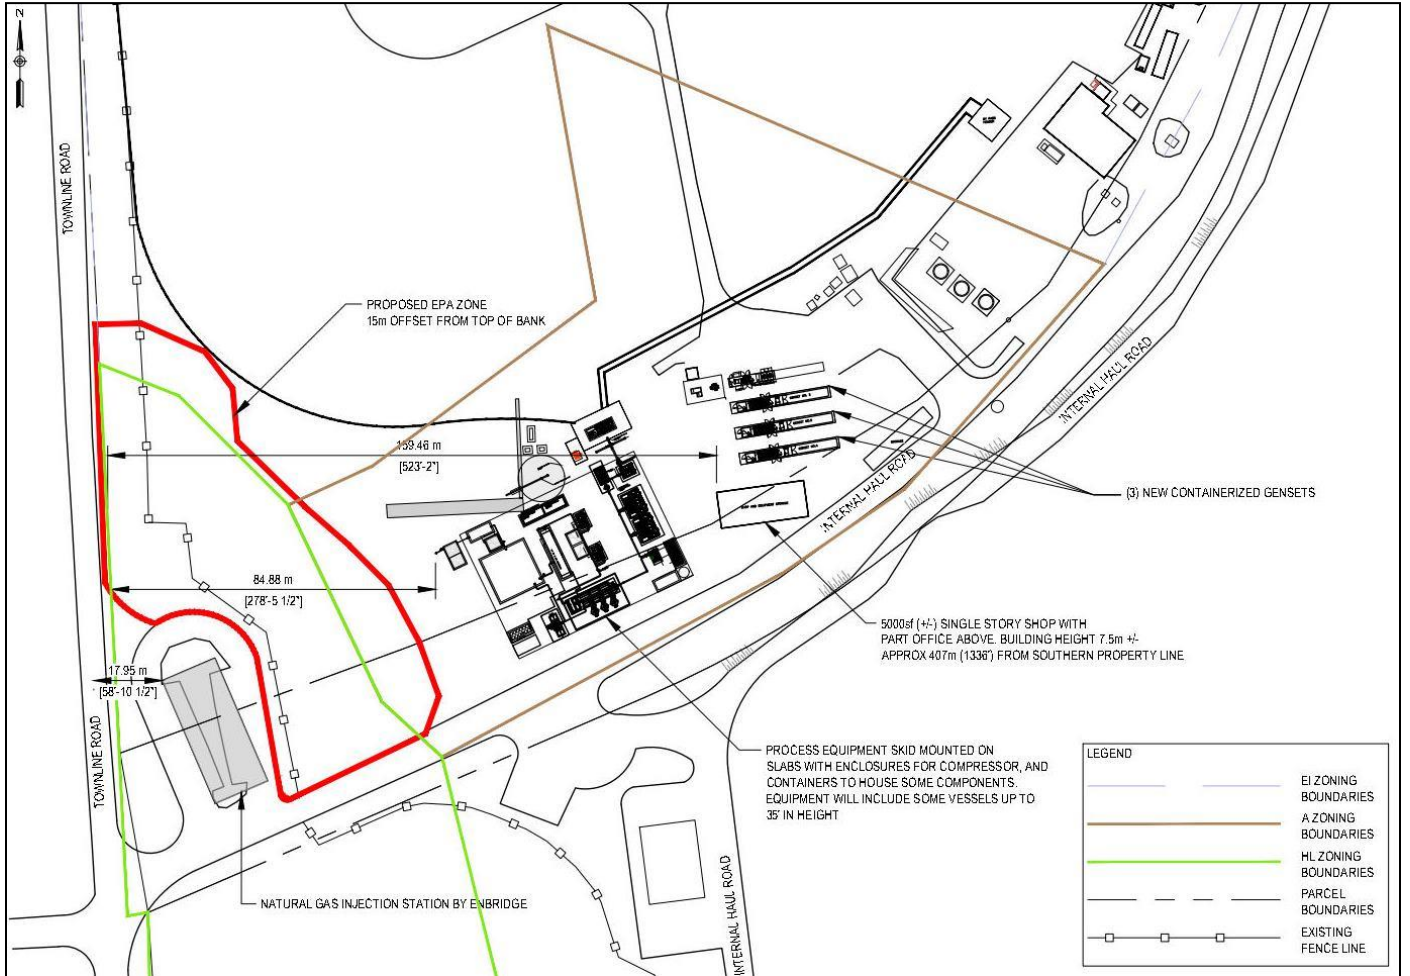 N
TOWNLINE ROAD
PROPOSED EPA ZONE
15m OFFSET FROM TOP OF BANK
INTERNAL HAUL ROAD
159.46 m
[523'-2"]
INTERNAL HAUL ROAD
(3) NEW CONTAINERIZED GENSETS
84.88 m
[278'-5 1/2"]
5000sf (+/-) SINGLE STORY SHOP WITH
PART OFFICE ABOVE. BUILDING HEIGHT 7.5m +/-
APPROX 407m (1336') FROM SOUTHERN PROPERTY LINE
17.95 m
[58'-10 1/2"]
TOWNLINE ROAD
PROCESS EQUIPMENT SKID MOUNTED ON
SLABS WITH ENCLOSURES FOR COMPRESSOR, AND
CONTAINERS TO HOUSE SOME COMPONENTS.
EQUIPMENT WILL INCLUDE SOME VESSELS UP TO
35' IN HEIGHT
NATURAL GAS INJECTION STATION BY ENBRIDGE
INTERNAL HAUL ROAD
LEGEND
EI ZONING
BOUNDARIES
A ZONING
BOUNDARIES
HL ZONING
BOUNDARIES
PARCEL
BOUNDARIES
EXISTING
FENCE LINE